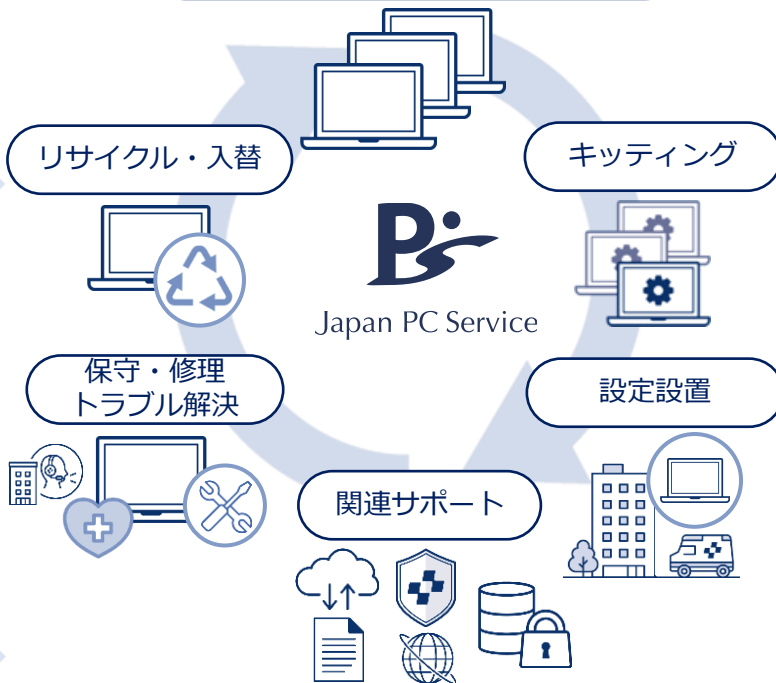 リサイクル・入替
キッティング
Japan PC Service
保守・修理
トラブル解決
設定設置
関連サポート